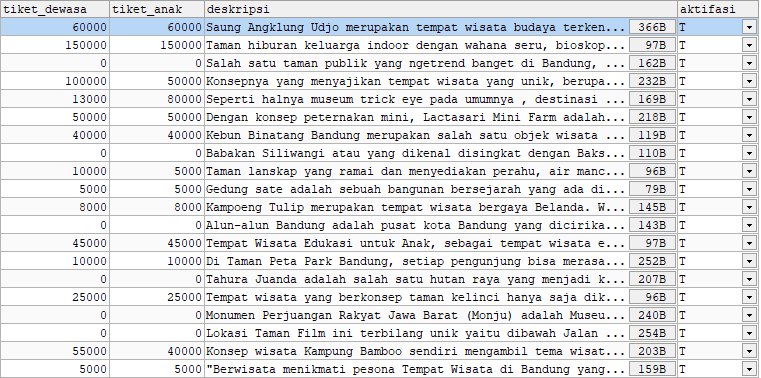 tiket_dewasa tiket_anak deskripsi aktifasi
60000 60000 Saung Angklung Udjo merupakan tempat wisata budaya terken... 366B T
150000 150000 Taman hiburan keluarga indoor dengan wahana seru, bioskop... 97B T
0 0 Salah satu taman publik yang ngetrend banget di Bandung, ... 162B T
100000 50000 Konsepnya yang menyajikan tempat wisata yang unik, berupa... 232B T
13000 80000 Seperti halnya museum trick eye pada umumnya , destinasi ... 169B T
50000 50000 Dengan konsep peternakan mini, Lactasari Mini Farm adalah... 218B T
40000 40000 Kebun Binatang Bandung merupakan salah satu objek wisata ... 119B T
0 0 Babakan Siliwangi atau yang dikenal disingkat dengan Baks... 110B T
10000 5000 Taman lanskap yang ramai dan menyediakan perahu, air manc... 96B T
5000 5000 Gedung sate adalah sebuah bangunan bersejarah yang ada di... 79B T
8000 8000 Kampoeng Tulip merupakan tempat wisata bergaya Belanda. W... 145B T
0 0 Alun-alun Bandung adalah pusat kota Bandung yang dicirika... 143B T
45000 45000 Tempat Wisata Edukasi untuk Anak, sebagai tempat wisata e... 97B T
10000 10000 Di Taman Peta Park Bandung, setiap pengunjung bisa merasa... 252B T
0 0 Tahura Juanda adalah salah satu hutan raya yang menjadi k... 207B T
25000 25000 Tempat wisata yang berkonsep taman kelinci hanya saja dik... 96B T
0 0 Monumen Perjuangan Rakyat Jawa Barat (Monju) adalah Museu... 240B T
0 0 Lokasi Taman Film ini terbilang unik yaitu dibawah Jalan ... 254B T
55000 40000 Konsep wisata Kampung Bamboo sendiri mengambil tema wisat... 203B T
5000 5000 "Berwisata menikmati pesona Tempat Wisata di Bandung yang... 159B T